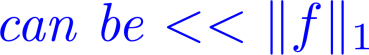 can be << ‖f‖₁